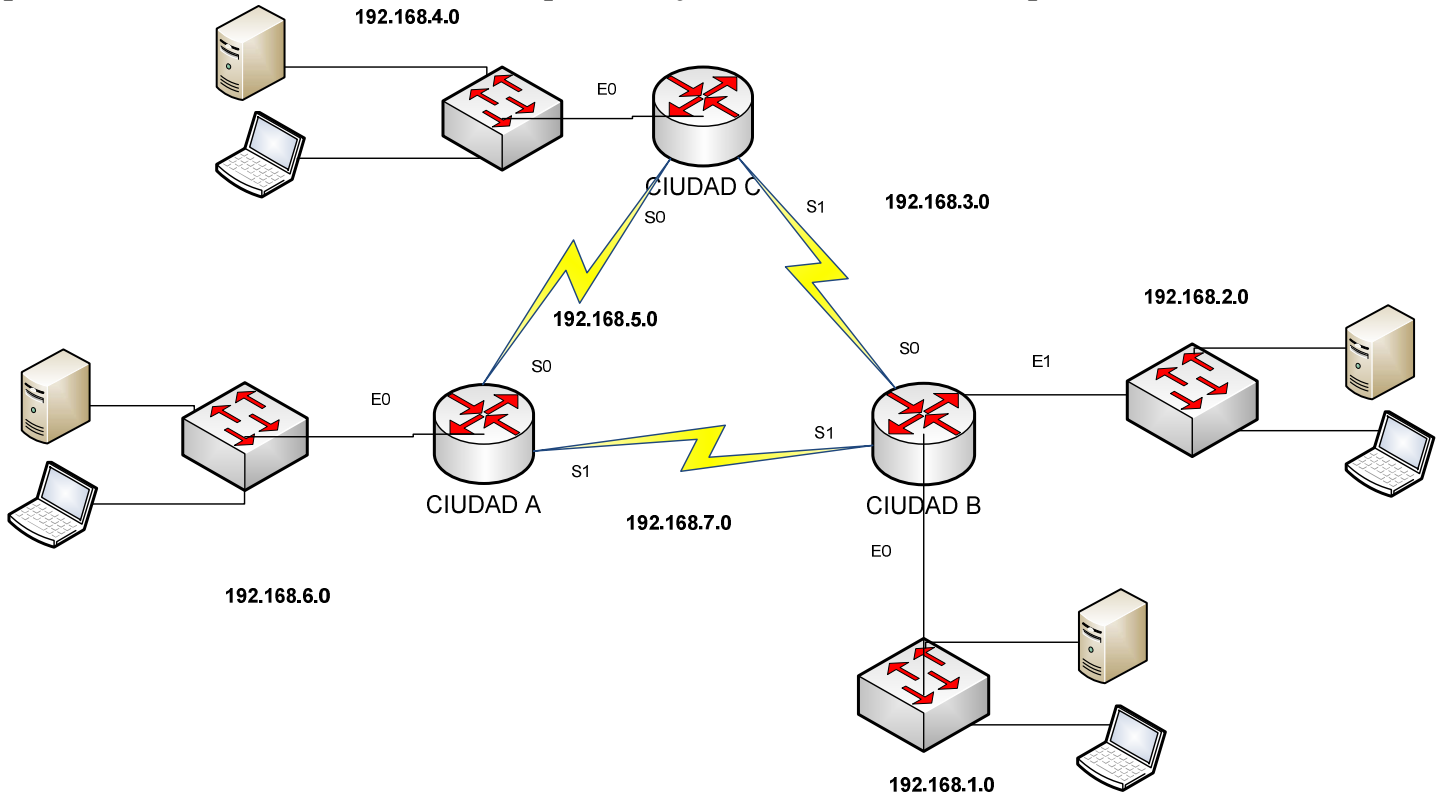 192.168.4.0
E0
CIUDAD C
S0
S1
192.168.3.0
192.168.2.0
192.168.5.0
S0
S0
E1
E0
S1
S1
CIUDAD A
CIUDAD B
192.168.7.0
E0
192.168.6.0
192.168.1.0